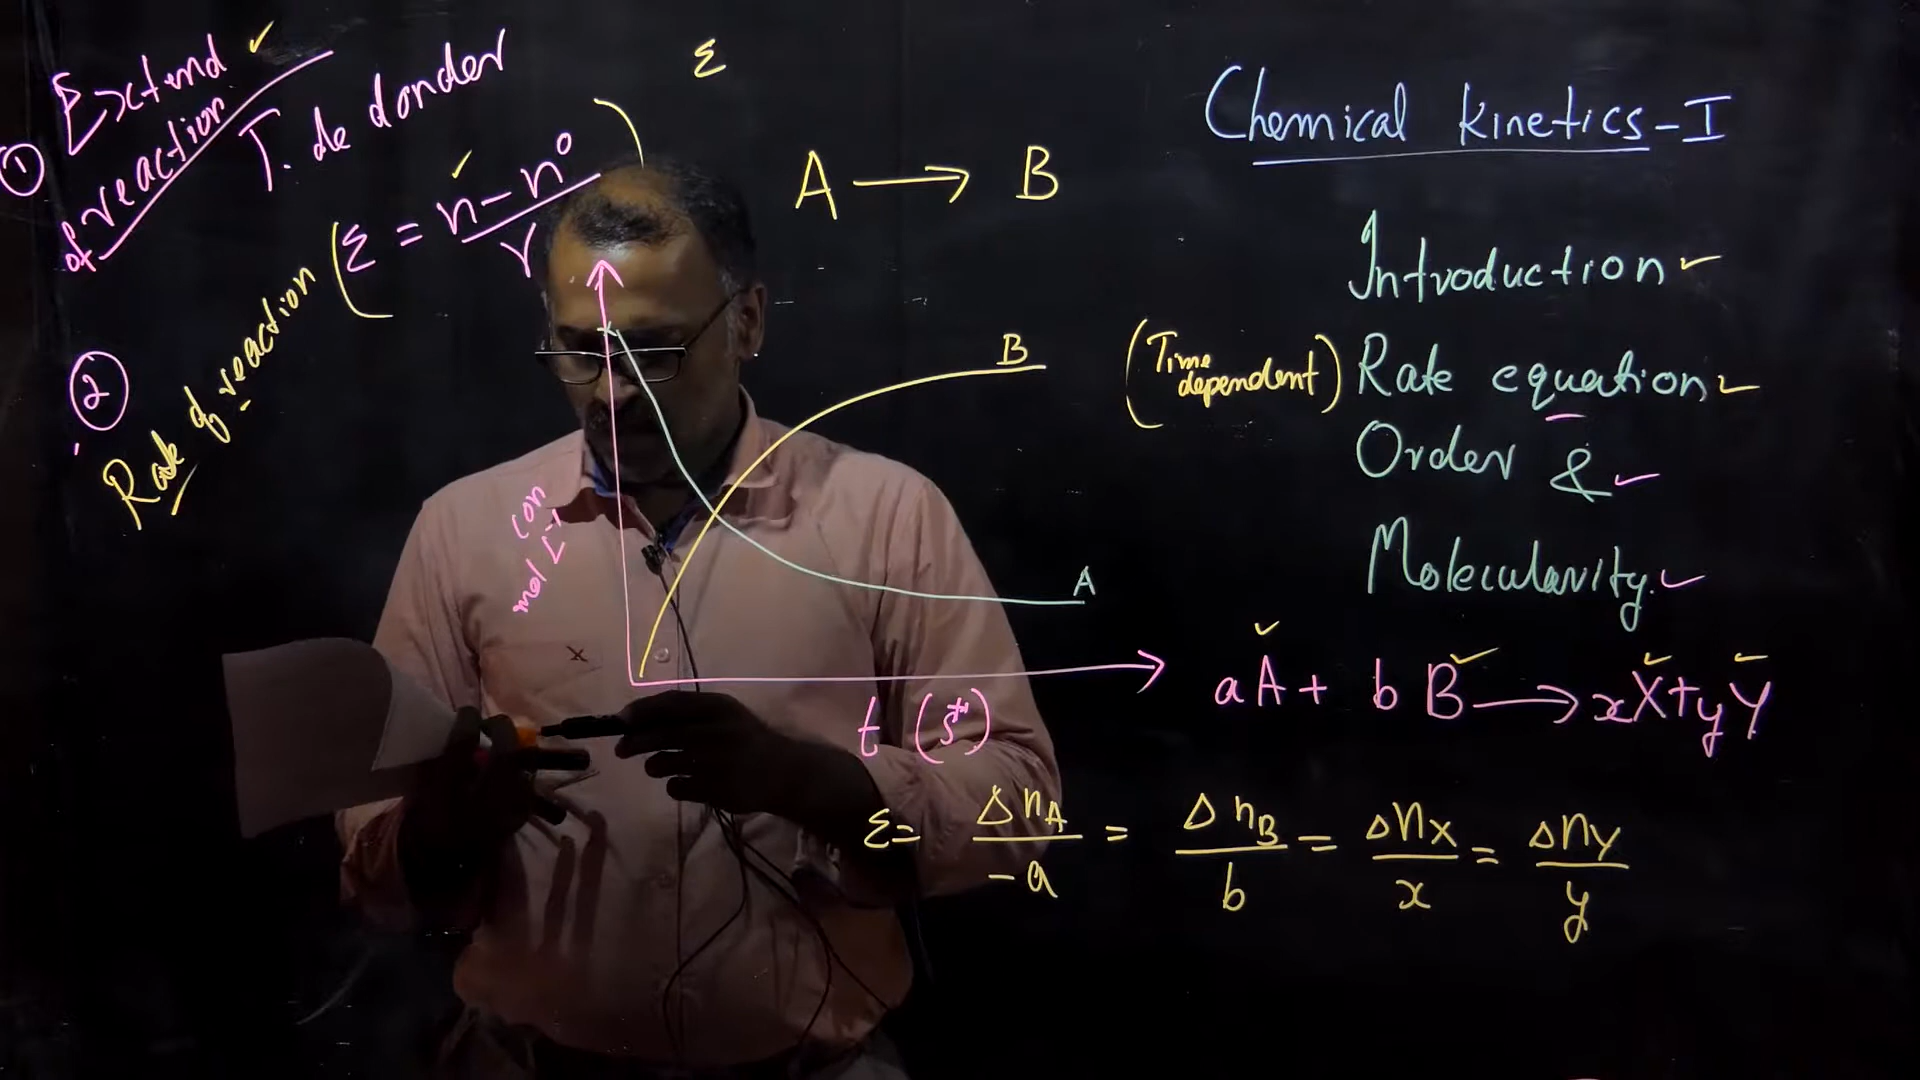 ① Extend ✓
of reaction
T. de donder
(Ɛ = n - n° / γ)
② Rate of reaction
Ɛ
A → B
con
mol L⁻¹
B
A
t (s⁻¹)
Chemical kinetics - I
Introduction ✓
(Time dependent) Rate equation ✓
Order & ✓
Molecularity. ✓
aA + bB → xX + yY
Ɛ = ΔnA / -a = ΔnB / b = Δnx / x = Δny / y